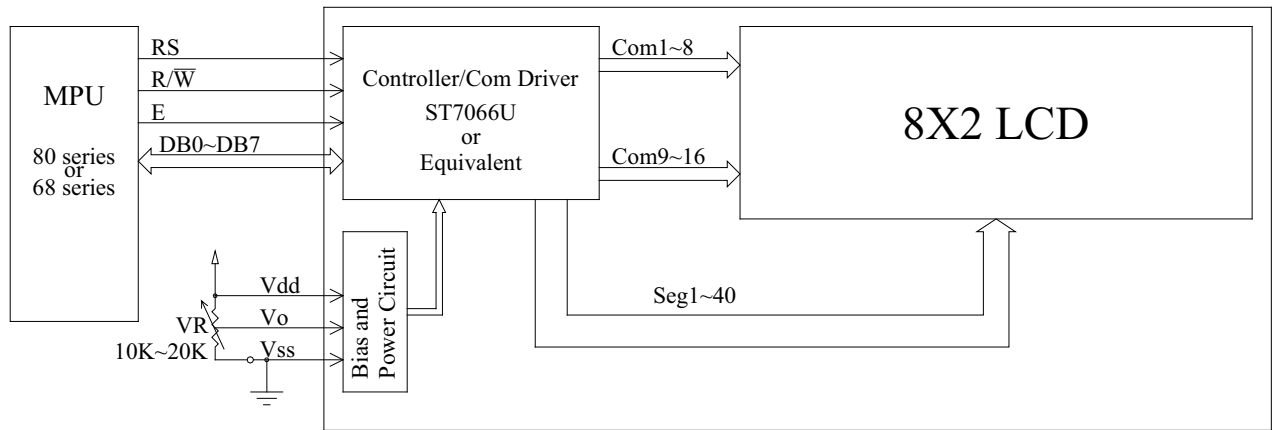 MPU
80 series
or
68 series
RS
R/W̅
E
DB0~DB7
Controller/Com Driver
ST7066U
or
Equivalent
Com1~8
Com9~16
8X2 LCD
Seg1~40
Vdd
Vo
Vss
VR
10K~20K
Bias and
Power Circuit